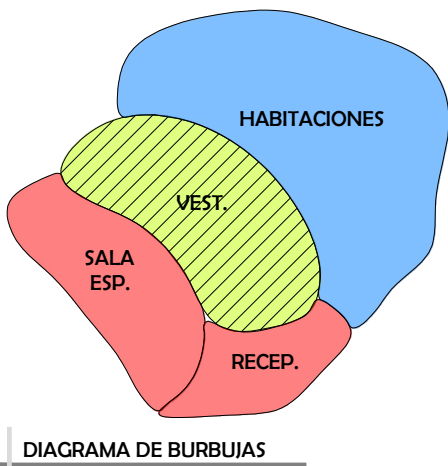 HABITACIONES
VEST.
SALA
ESP.
RECEP.
DIAGRAMA DE BURBUJAS